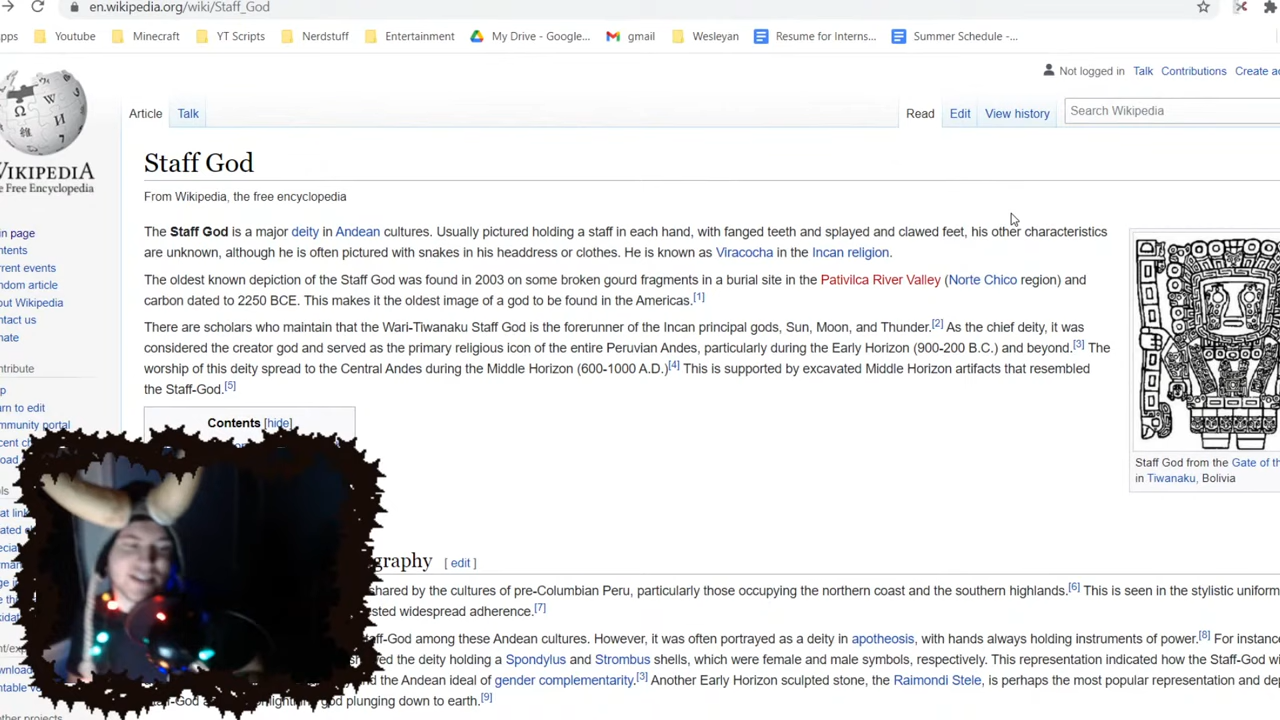 en.wikipedia.org/wiki/Staff_God
Youtube
Minecraft
YT Scripts
Nerdstuff
Entertainment
My Drive - Google...
gmail
Wesleyan
Resume for Interns...
Summer Schedule -...
Not logged in Talk Contributions Create ac
Article Talk
Read Edit View history
Search Wikipedia
Staff God
From Wikipedia, the free encyclopedia
The Staff God is a major deity in Andean cultures. Usually pictured holding a staff in each hand, with fanged teeth and splayed and clawed feet, his other characteristics
are unknown, although he is often pictured with snakes in his headdress or clothes. He is known as Viracocha in the Incan religion.
The oldest known depiction of the Staff God was found in 2003 on some broken gourd fragments in a burial site in the Pativilca River Valley (Norte Chico region) and
carbon dated to 2250 BCE. This makes it the oldest image of a god to be found in the Americas.[1]
There are scholars who maintain that the Wari-Tiwanaku Staff God is the forerunner of the Incan principal gods, Sun, Moon, and Thunder.[2] As the chief deity, it was
considered the creator god and served as the primary religious icon of the entire Peruvian Andes, particularly during the Early Horizon (900-200 B.C.) and beyond.[3] The
worship of this deity spread to the Central Andes during the Middle Horizon (600-1000 A.D.)[4] This is supported by excavated Middle Horizon artifacts that resembled
the Staff-God.[5]
Contents [hide]
Staff God from the Gate of th
in Tiwanaku, Bolivia
graphy [ edit ]
shared by the cultures of pre-Columbian Peru, particularly those occupying the northern coast and the southern highlands.[6] This is seen in the stylistic uniform
ested widespread adherence.[7]
aff-God among these Andean cultures. However, it was often portrayed as a deity in apotheosis, with hands always holding instruments of power.[8] For instanc
the deity holding a Spondylus and Strombus shells, which were female and male symbols, respectively. This representation indicated how the Staff-God wi
d the Andean ideal of gender complementarity.[3] Another Early Horizon sculpted stone, the Raimondi Stele, is perhaps the most popular representation and dep
god plunging down to earth.[9]
WIKIPEDIA
he Free Encyclopedia
in page
ntents
rrent events
ndom article
out Wikipedia
ntact us
nate
ntribute
p
rn to edit
mmunity portal